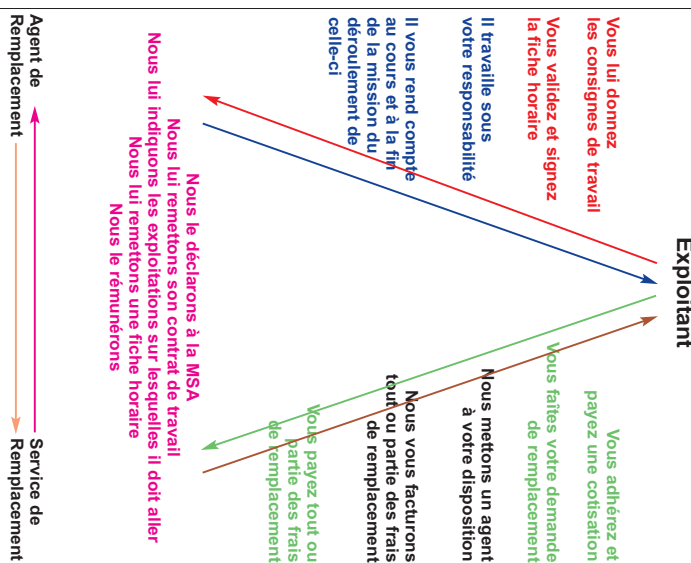 Exploitant
Vous lui donnez
les consignes de travail
Vous validez et signez
la fiche horaire
Il travaille sous
votre responsabilité
Il vous rend compte
au cours et à la fin
de la mission du
déroulement de
celle-ci
Vous adhérez et
payez une cotisation
Vous faîtes votre demande
de remplacement
Nous mettons un agent
à votre disposition
Nous vous facturons
tout ou partie des frais
de remplacement
Vous payez tout ou
partie des frais
de remplacement
Nous le déclarons à la MSA
Nous lui remettons son contrat de travail
Nous lui indiquons les exploitations sur lesquelles il doit aller
Nous lui remettons une fiche horaire
Nous le rémunérons
Agent de
Remplacement
Service de
Remplacement